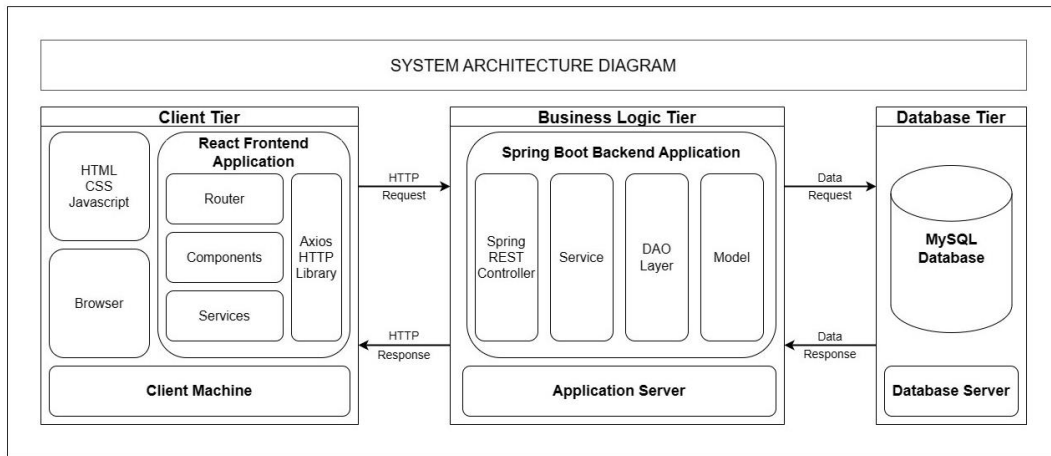 SYSTEM ARCHITECTURE DIAGRAM
Client Tier
HTML
CSS
Javascript
Browser
React Frontend
Application
Router
Components
Services
Axios
HTTP
Library
Client Machine
HTTP
Request
HTTP
Response
Business Logic Tier
Spring Boot Backend Application
Spring
REST
Controller
Service
DAO
Layer
Model
Application Server
Data
Request
Data
Response
Database Tier
MySQL
Database
Database Server